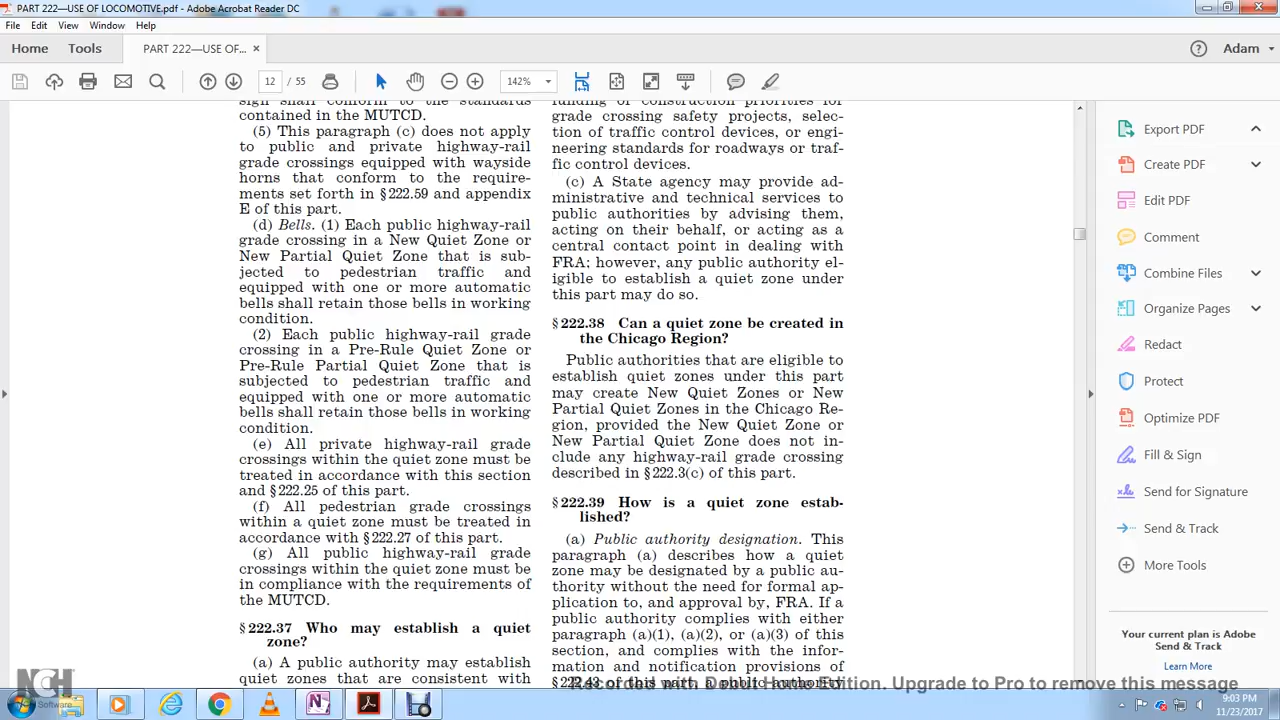 PART 222—USE OF LOCOMOTIVE.pdf - Adobe Acrobat Reader DC
File Edit View Window Help
Home Tools PART 222—USE OF... × Adam
12 / 55 142%
sign shall conform to the standards
contained in the MUTCD.
(5) This paragraph (c) does not apply
to public and private highway-rail
grade crossings equipped with wayside
horns that conform to the require-
ments set forth in §222.59 and appendix
E of this part.
(d) Bells. (1) Each public highway-rail
grade crossing in a New Quiet Zone or
New Partial Quiet Zone that is sub-
jected to pedestrian traffic and
equipped with one or more automatic
bells shall retain those bells in working
condition.
(2) Each public highway-rail grade
crossing in a Pre-Rule Quiet Zone or
Pre-Rule Partial Quiet Zone that is
subjected to pedestrian traffic and
equipped with one or more automatic
bells shall retain those bells in working
condition.
(e) All private highway-rail grade
crossings within the quiet zone must be
treated in accordance with this section
and §222.25 of this part.
(f) All pedestrian grade crossings
within a quiet zone must be treated in
accordance with §222.27 of this part.
(g) All public highway-rail grade
crossings within the quiet zone must be
in compliance with the requirements of
the MUTCD.
§222.37 Who may establish a quiet
zone?
(a) A public authority may establish
quiet zones that are consistent with
funding or construction priorities for
grade crossing safety projects, selec-
tion of traffic control devices, or engi-
neering standards for roadways or traf-
fic control devices.
(c) A State agency may provide ad-
ministrative and technical services to
public authorities by advising them,
acting on their behalf, or acting as a
central contact point in dealing with
FRA; however, any public authority el-
igible to establish a quiet zone under
this part may do so.
§222.38 Can a quiet zone be created in
the Chicago Region?
Public authorities that are eligible to
establish quiet zones under this part
may create New Quiet Zones or New
Partial Quiet Zones in the Chicago Re-
gion, provided the New Quiet Zone or
New Partial Quiet Zone does not in-
clude any highway-rail grade crossing
described in §222.3(c) of this part.
§222.39 How is a quiet zone estab-
lished?
(a) Public authority designation. This
paragraph (a) describes how a quiet
zone may be designated by a public au-
thority without the need for formal ap-
plication to, and approval by, FRA. If a
public authority complies with either
paragraph (a)(1), (a)(2), or (a)(3) of this
section, and complies with the infor-
mation and notification provisions of
§222.43 of this part, a public authority
Export PDF
Create PDF
Edit PDF
Comment
Combine Files
Organize Pages
Redact
Protect
Optimize PDF
Fill & Sign
Send for Signature
Send & Track
More Tools
Your current plan is Adobe
Send & Track
Learn More
NCH
Software
Edition. Upgrade to Pro to remove this message
9:03 PM
11/23/2017